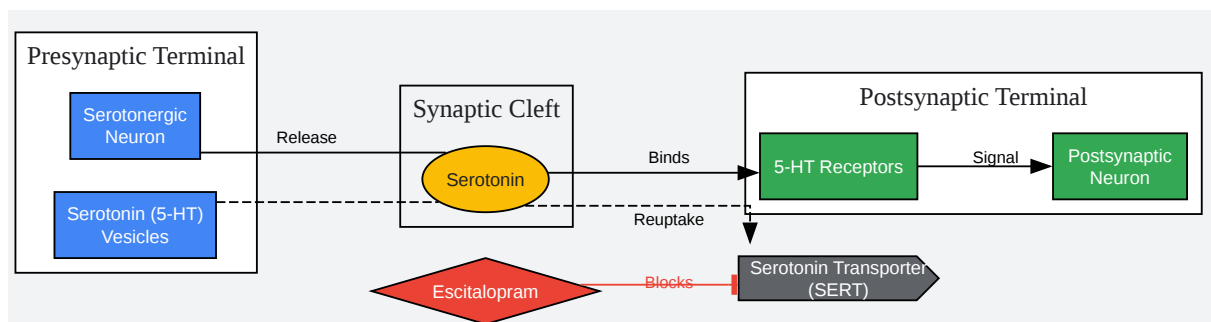 Presynaptic Terminal
Serotonergic
Neuron
Serotonin (5-HT)
Vesicles
Release
Synaptic Cleft
Serotonin
Binds
Reuptake
Postsynaptic Terminal
5-HT Receptors
Signal
Postsynaptic
Neuron
Escitalopram
Blocks
Serotonin Transporter
(SERT)